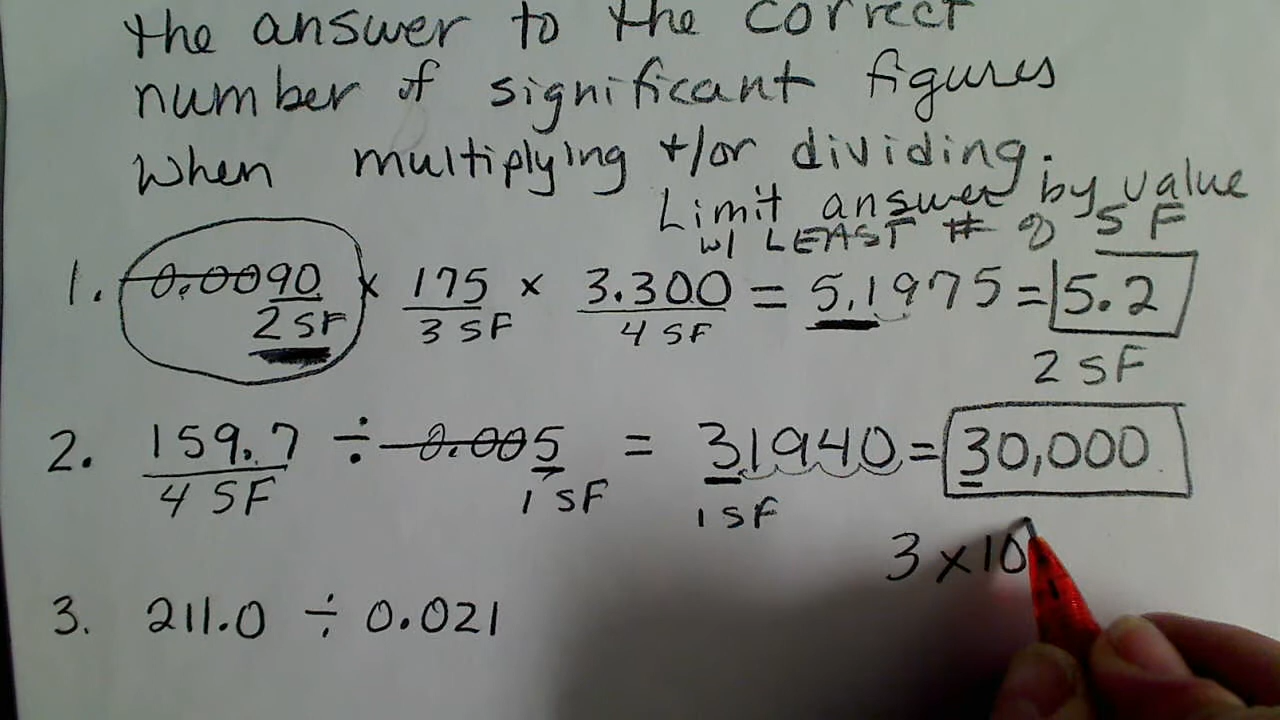 the answer to the correct
number of significant figures
when multiplying +/or dividing.
Limit answer by value
w/ LEAST # of SF
1. 0.0090 x 175 x 3.300 = 5.1975 = 5.2
2 SF 3 SF 4 SF
2 SF
2. 159.7 ÷ 0.005 = 31940 = 30,000
4 SF 1 SF 1 SF
3 x 10
3. 211.0 ÷ 0.021